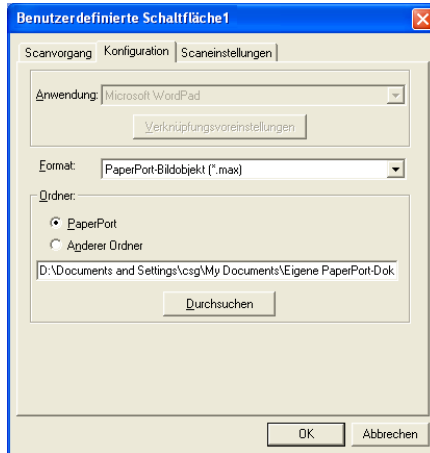 Benutzerdefinierte Schaltfläche1
Scanvorgang Konfiguration Scaneinstellungen
Anwendung: Microsoft WordPad
Verknüpfungsvoreinstellungen
Format: PaperPort-Bildobjekt (*.max)
Ordner:
PaperPort
Anderer Ordner
D:\Documents and Settings\csg\My Documents\Eigene PaperPort-Dok
Durchsuchen
OK Abbrechen